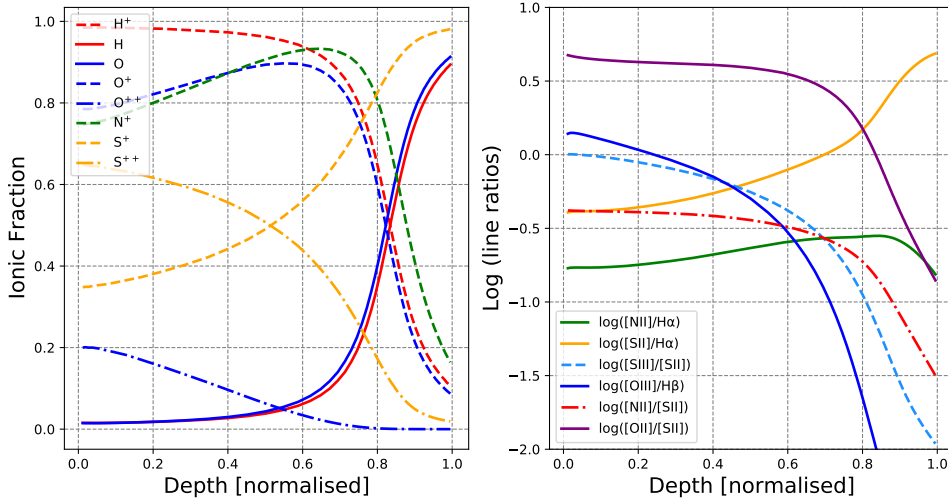 1.0
0.8
0.6
0.4
0.2
0.0
Ionic Fraction
H⁺
H
O
O⁺
O⁺⁺
N⁺
S⁺
S⁺⁺
0.0 0.2 0.4 0.6 0.8 1.0
Depth [normalised]
1.0
0.5
0.0
−0.5
−1.0
−1.5
−2.0
Log (line ratios)
log([NII]/Hα)
log([SII]/Hα)
log([SIII]/[SII])
log([OIII]/Hβ)
log([NII]/[SII])
log([OII]/[SII])
0.0 0.2 0.4 0.6 0.8 1.0
Depth [normalised]